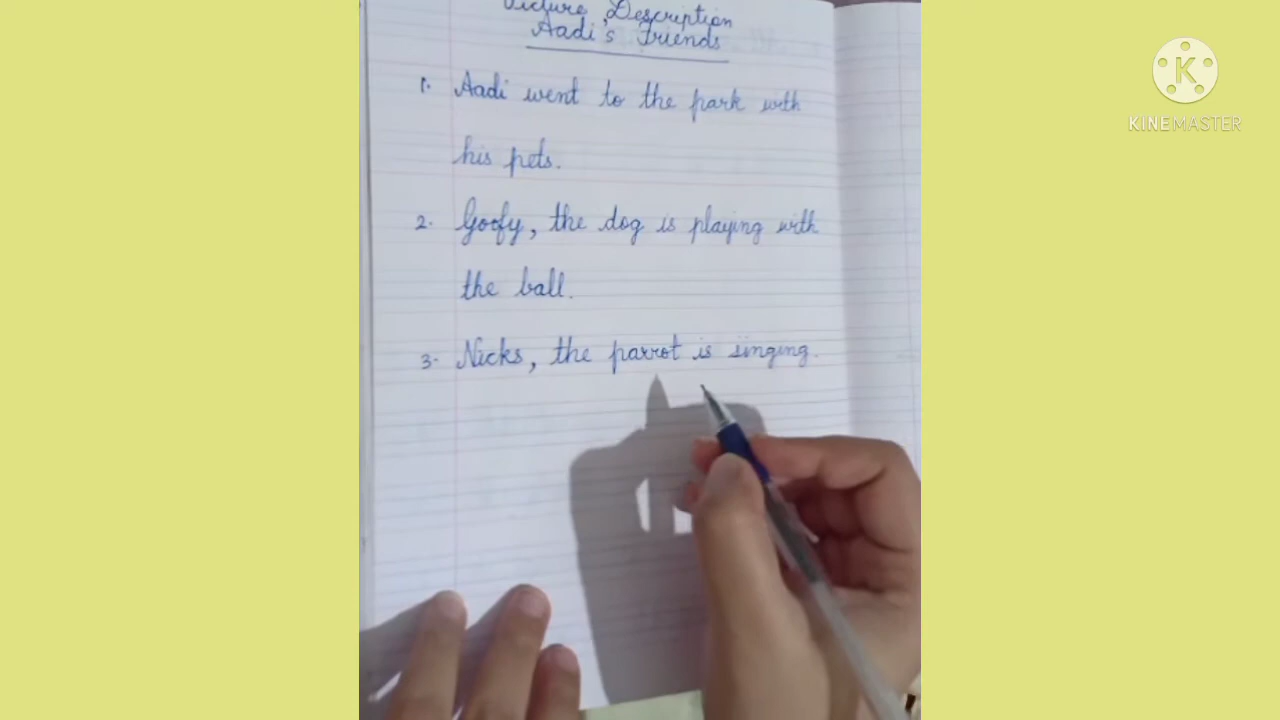 Picture Description
Aadi's Friends
1. Aadi went to the park with
his pets.
2. Goofy, the dog is playing with
the ball.
3. Nicks, the parrot is singing.
KINEMASTER